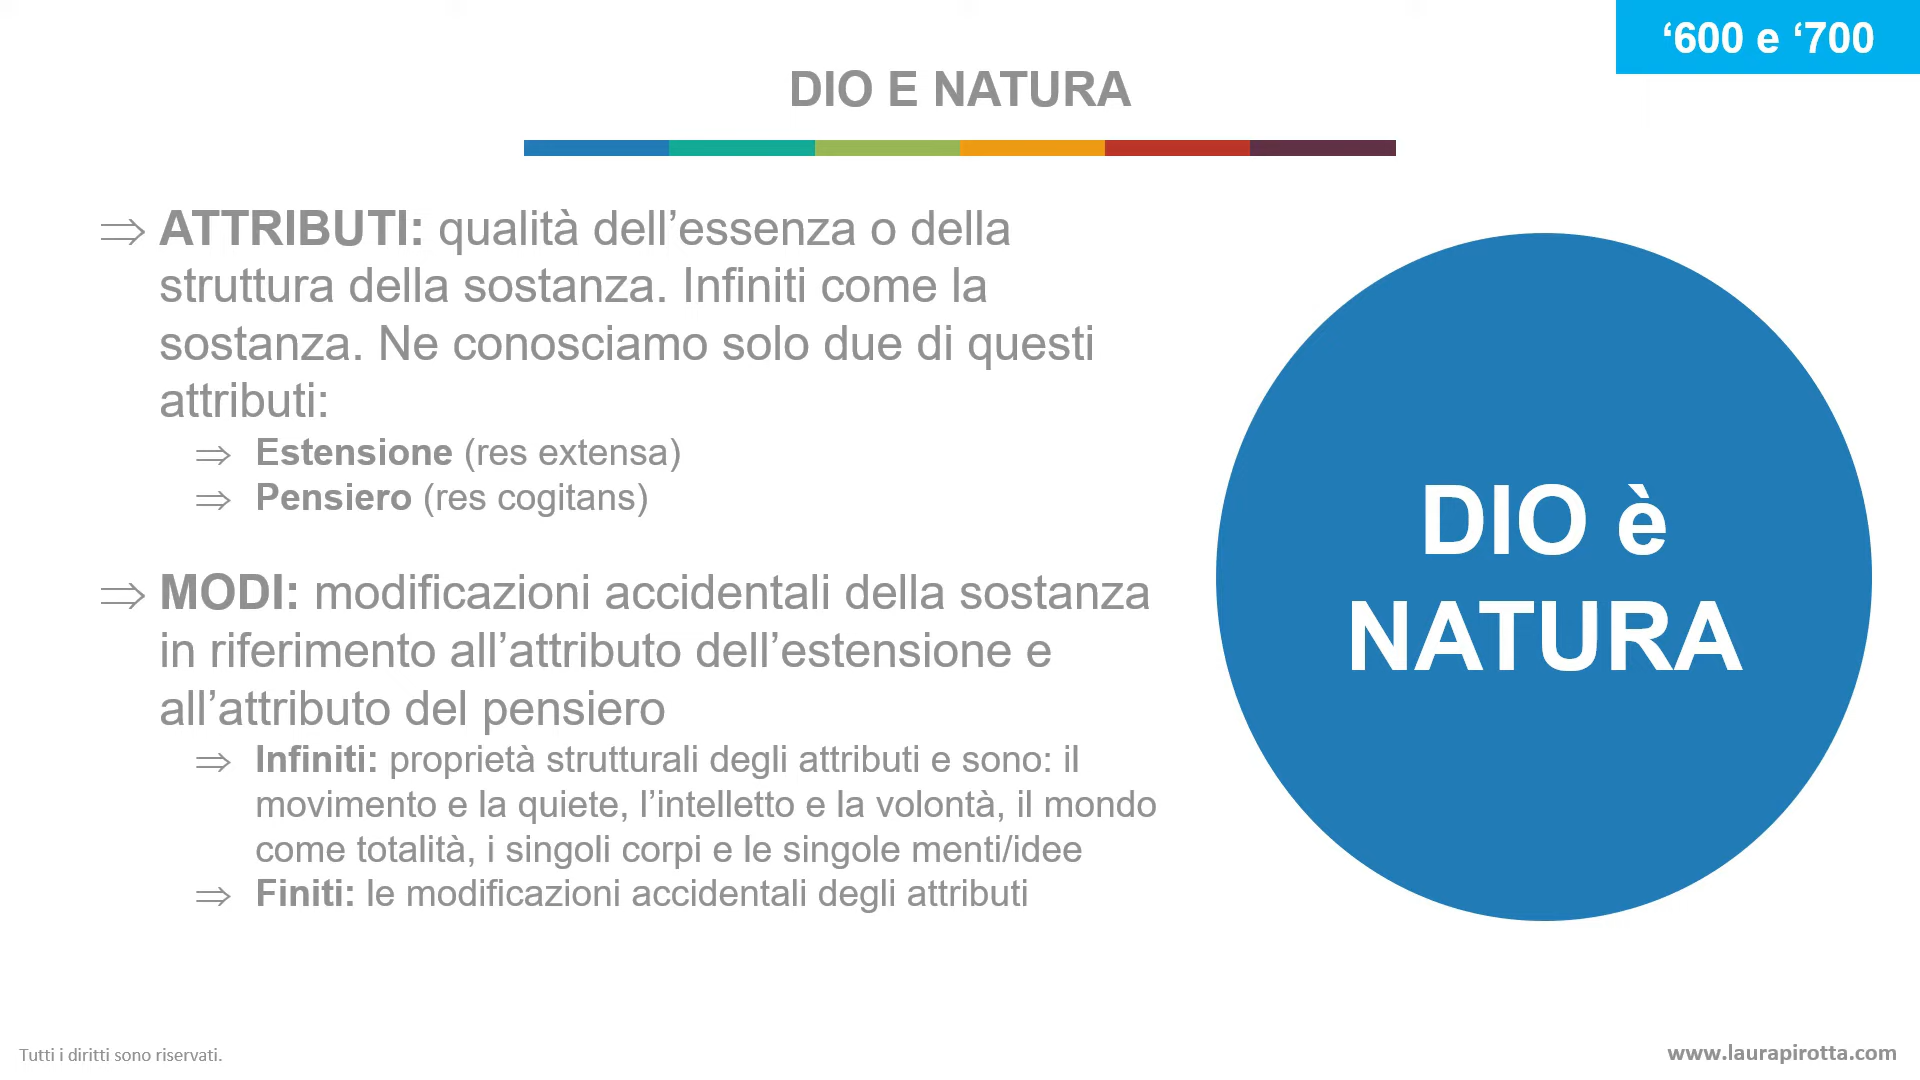 ‘600 e ‘700
DIO E NATURA
⇒ ATTRIBUTI: qualità dell’essenza o della
struttura della sostanza. Infiniti come la
sostanza. Ne conosciamo solo due di questi
attributi:
⇒ Estensione (res extensa)
⇒ Pensiero (res cogitans)
⇒ MODI: modificazioni accidentali della sostanza
in riferimento all’attributo dell’estensione e
all’attributo del pensiero
⇒ Infiniti: proprietà strutturali degli attributi e sono: il
movimento e la quiete, l’intelletto e la volontà, il mondo
come totalità, i singoli corpi e le singole menti/idee
⇒ Finiti: le modificazioni accidentali degli attributi
DIO è
NATURA
Tutti i diritti sono riservati.
www.laurapirotta.com